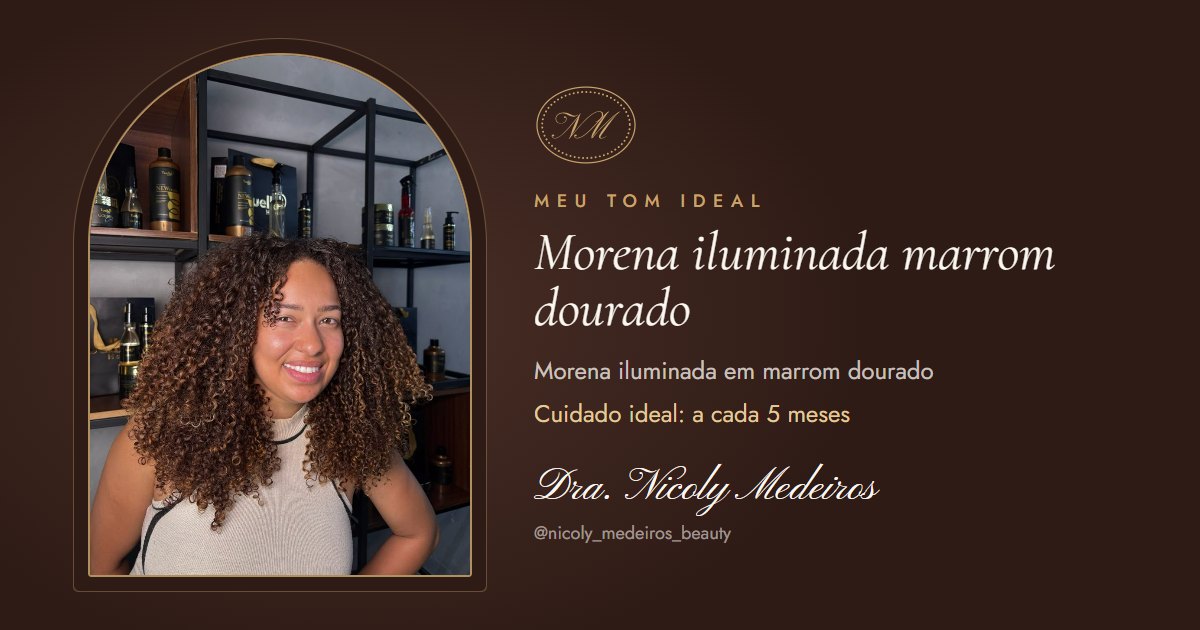 NM
MEU TOM IDEAL
Morena iluminada marrom
dourado
Morena iluminada em marrom dourado
Cuidado ideal: a cada 5 meses
Dra. Nicoly Medeiros
@nicoly_medeiros_beauty